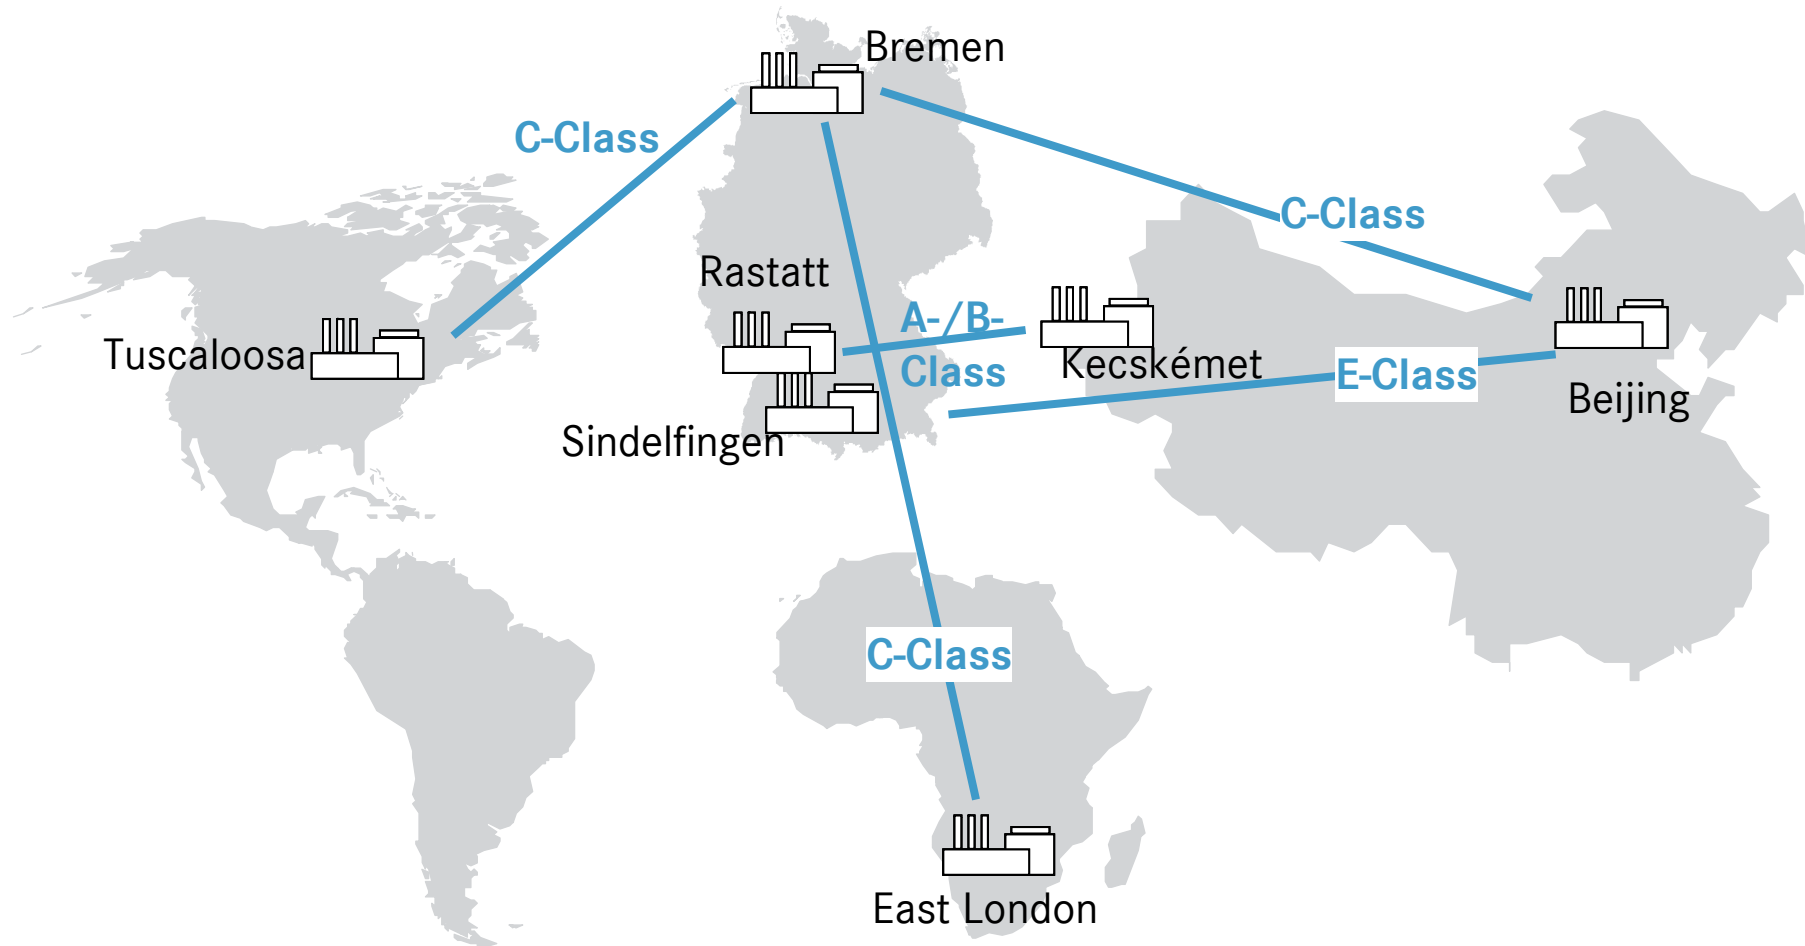 Bremen
C-Class
C-Class
Rastatt
A-/B-
Class
Tuscaloosa
Kecskémet
E-Class
Beijing
Sindelfingen
C-Class
East London